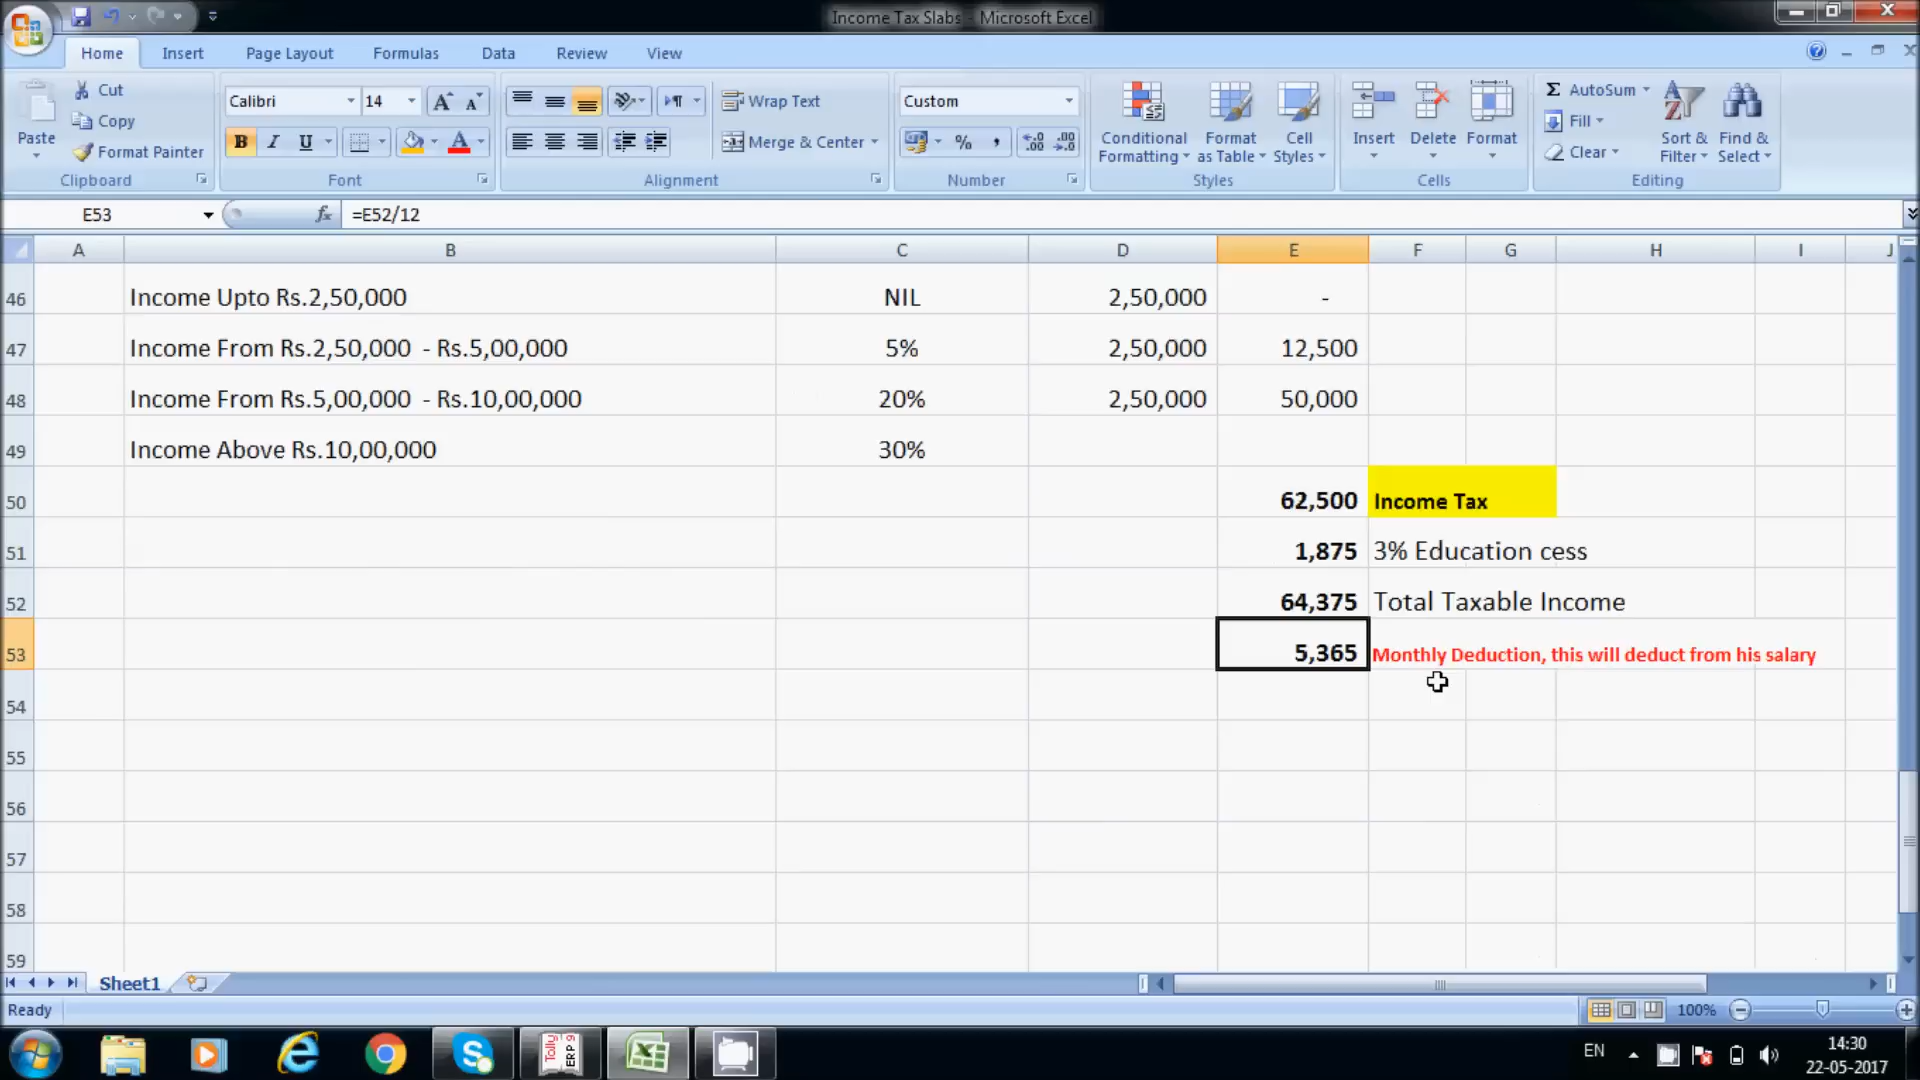 Income Tax Slabs - Microsoft Excel
Home Insert Page Layout Formulas Data Review View
Paste
Cut
Copy
Format Painter
Clipboard
Calibri 14
B I U
Font
Wrap Text
Merge & Center
Alignment
Custom
%
Number
Conditional Formatting
Format as Table
Cell Styles
Styles
Insert Delete Format
Cells
Σ AutoSum
Fill
Clear
Sort & Filter
Find & Select
Editing
E53 fx =E52/12
A B C D E F G H I J
46 Income Upto Rs.2,50,000 NIL 2,50,000 -
47 Income From Rs.2,50,000 - Rs.5,00,000 5% 2,50,000 12,500
48 Income From Rs.5,00,000 - Rs.10,00,000 20% 2,50,000 50,000
49 Income Above Rs.10,00,000 30%
50 62,500 Income Tax
51 1,875 3% Education cess
52 64,375 Total Taxable Income
53 5,365 Monthly Deduction, this will deduct from his salary
54
55
56
57
58
59
Sheet1
Ready 100%
Tally ERP 9
EN 14:30
22-05-2017